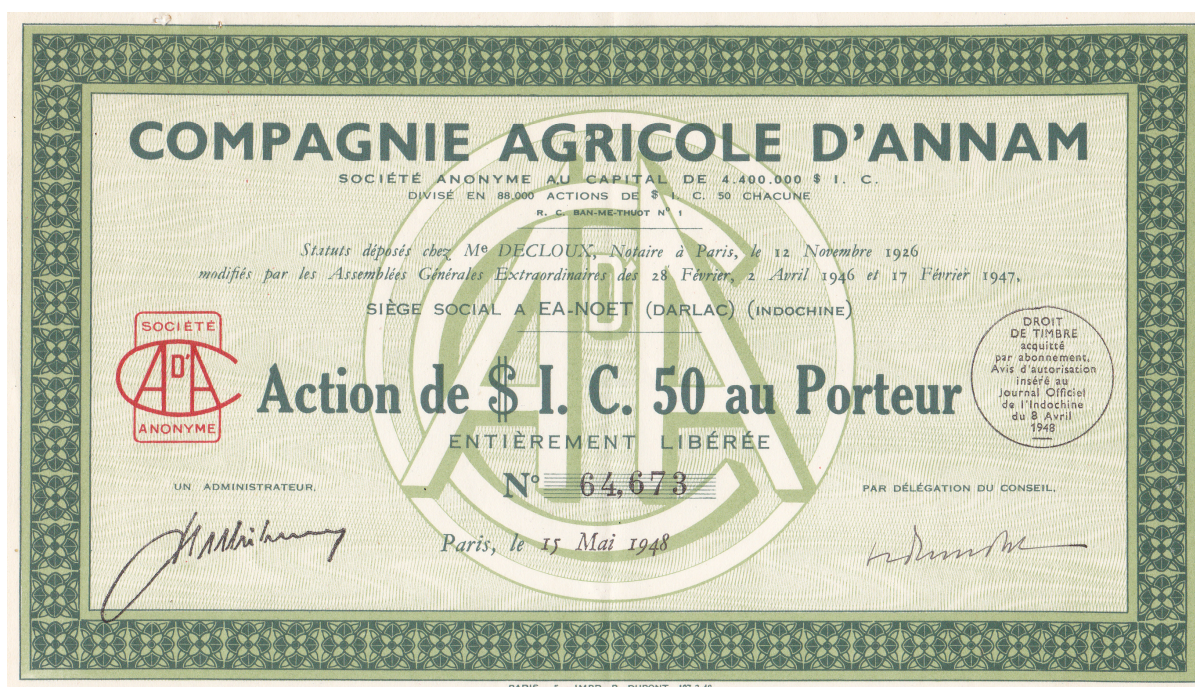 COMPAGNIE AGRICOLE D'ANNAM
SOCIÉTÉ ANONYME AU CAPITAL DE 4.400.000 $ I. C.
DIVISÉ EN 88.000 ACTIONS DE $ I. C. 50 CHACUNE
R. C. BAN-ME-THUOT N° 1
Statuts déposés chez Me DECLOUX, Notaire à Paris, le 12 Novembre 1926
modifiés par les Assemblées Générales Extraordinaires des 28 Février, 2 Avril 1946 et 17 Février 1947.
SIÈGE SOCIAL A EA-NOET (DARLAC) (INDOCHINE)
SOCIÉTÉ
C D'
A A
ANONYME
Action de $ I. C. 50 au Porteur
DROIT
DE TIMBRE
acquitté
par abonnement.
Avis d'autorisation
inséré au
Journal Officiel
de l'Indochine
du 8 Avril
1948
ENTIÈREMENT LIBÉRÉE
N° 64,673
UN ADMINISTRATEUR.
PAR DÉLÉGATION DU CONSEIL.
Paris, le 15 Mai 1948